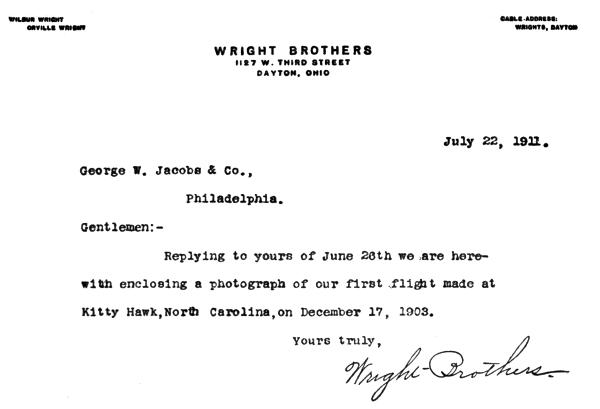 WILBUR WRIGHT
ORVILLE WRIGHT
CABLE ADDRESS:
WRIGHTS, DAYTON
WRIGHT BROTHERS
1127 W. THIRD STREET
DAYTON, OHIO
July 22, 1911.
George W. Jacobs & Co.,
Philadelphia.
Gentlemen:-
Replying to yours of June 26th we are here-
with enclosing a photograph of our first flight made at
Kitty Hawk,North Carolina,on December 17, 1903.
Yours truly,
Wright-Brothers.